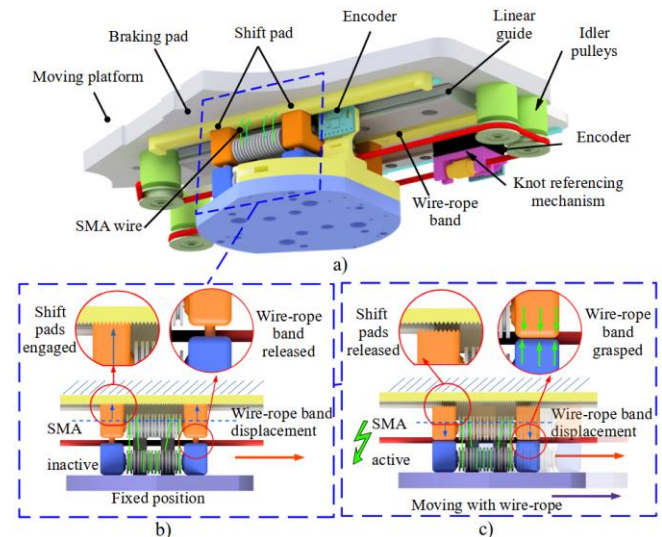 Encoder
Linear
guide
Idler
pulleys
Shift pad
Braking pad
Moving platform
Encoder
Knot referencing
mechanism
Wire-rope
band
SMA wire
a)
Shift
pads
engaged
Wire-rope
band
released
SMA
Wire-rope band
displacement
inactive
Fixed position
b)
Shift
pads
released
Wire-rope
band
grasped
SMA
Wire-rope band
displacement
active
Moving with wire-rope
c)